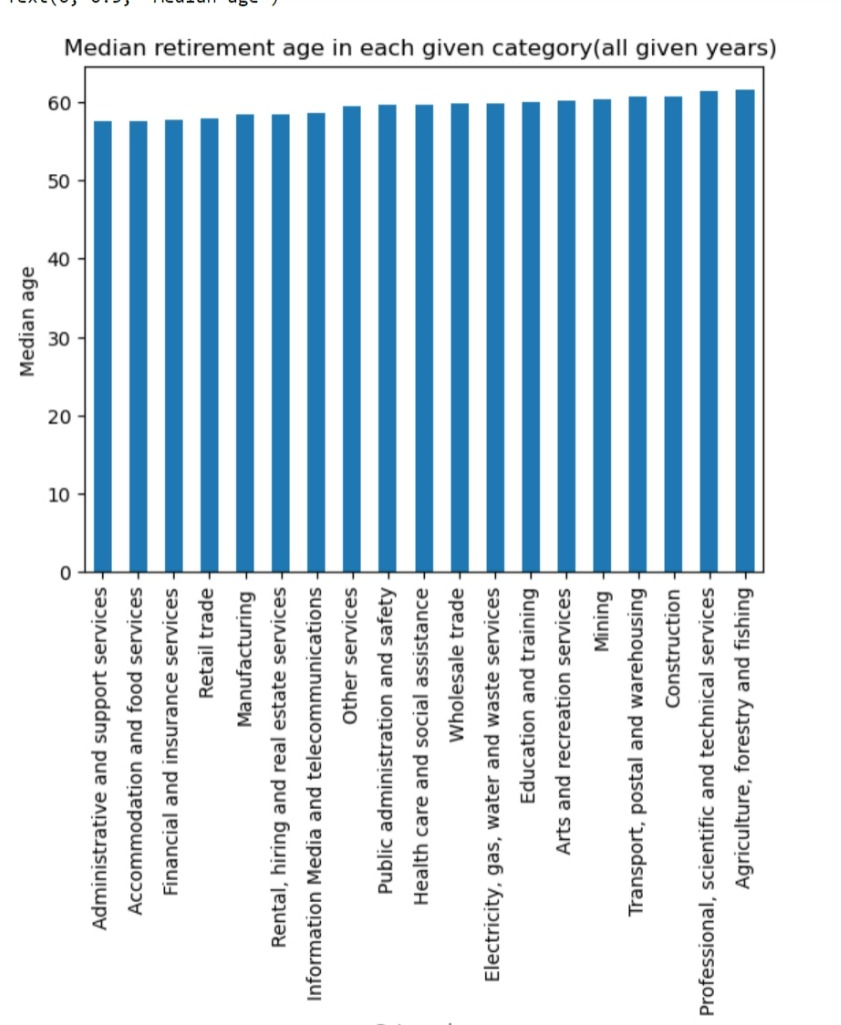 Median retirement age in each given category(all given years)
60
50
40
30
20
10
0
Median age
Administrative and support services
Accommodation and food services
Financial and insurance services
Retail trade
Manufacturing
Rental, hiring and real estate services
Information Media and telecommunications
Other services
Public administration and safety
Health care and social assistance
Wholesale trade
Electricity, gas, water and waste services
Education and training
Arts and recreation services
Mining
Transport, postal and warehousing
Construction
Professional, scientific and technical services
Agriculture, forestry and fishing